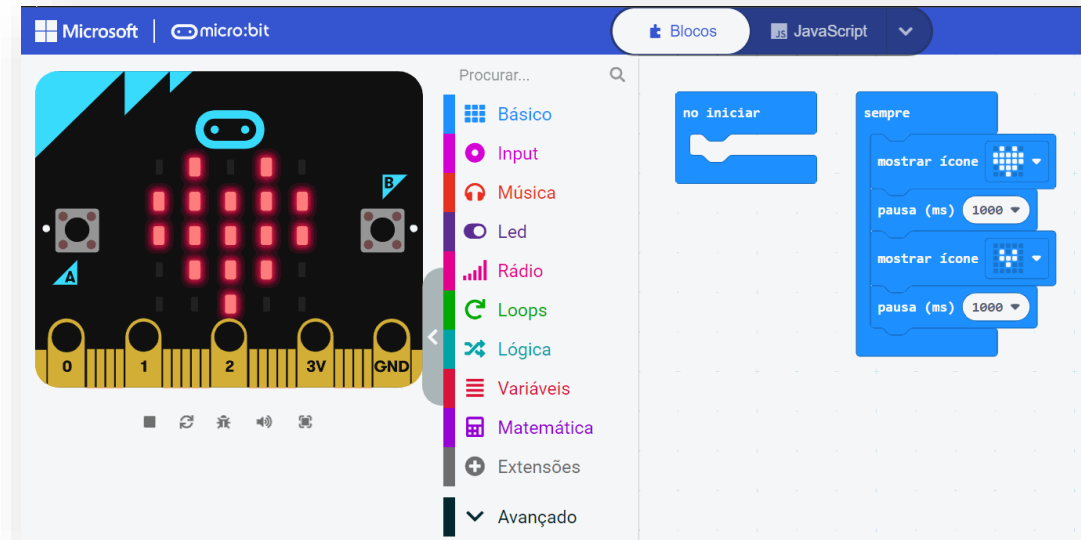 Microsoft micro:bit Blocos JS JavaScript
Procurar...
Básico
Input
Música
Led
Rádio
Loops
Lógica
Variáveis
Matemática
Extensões
Avançado
A
B
0 1 2 3V GND
no iniciar
sempre
mostrar ícone
pausa (ms) 1000
mostrar ícone
pausa (ms) 1000